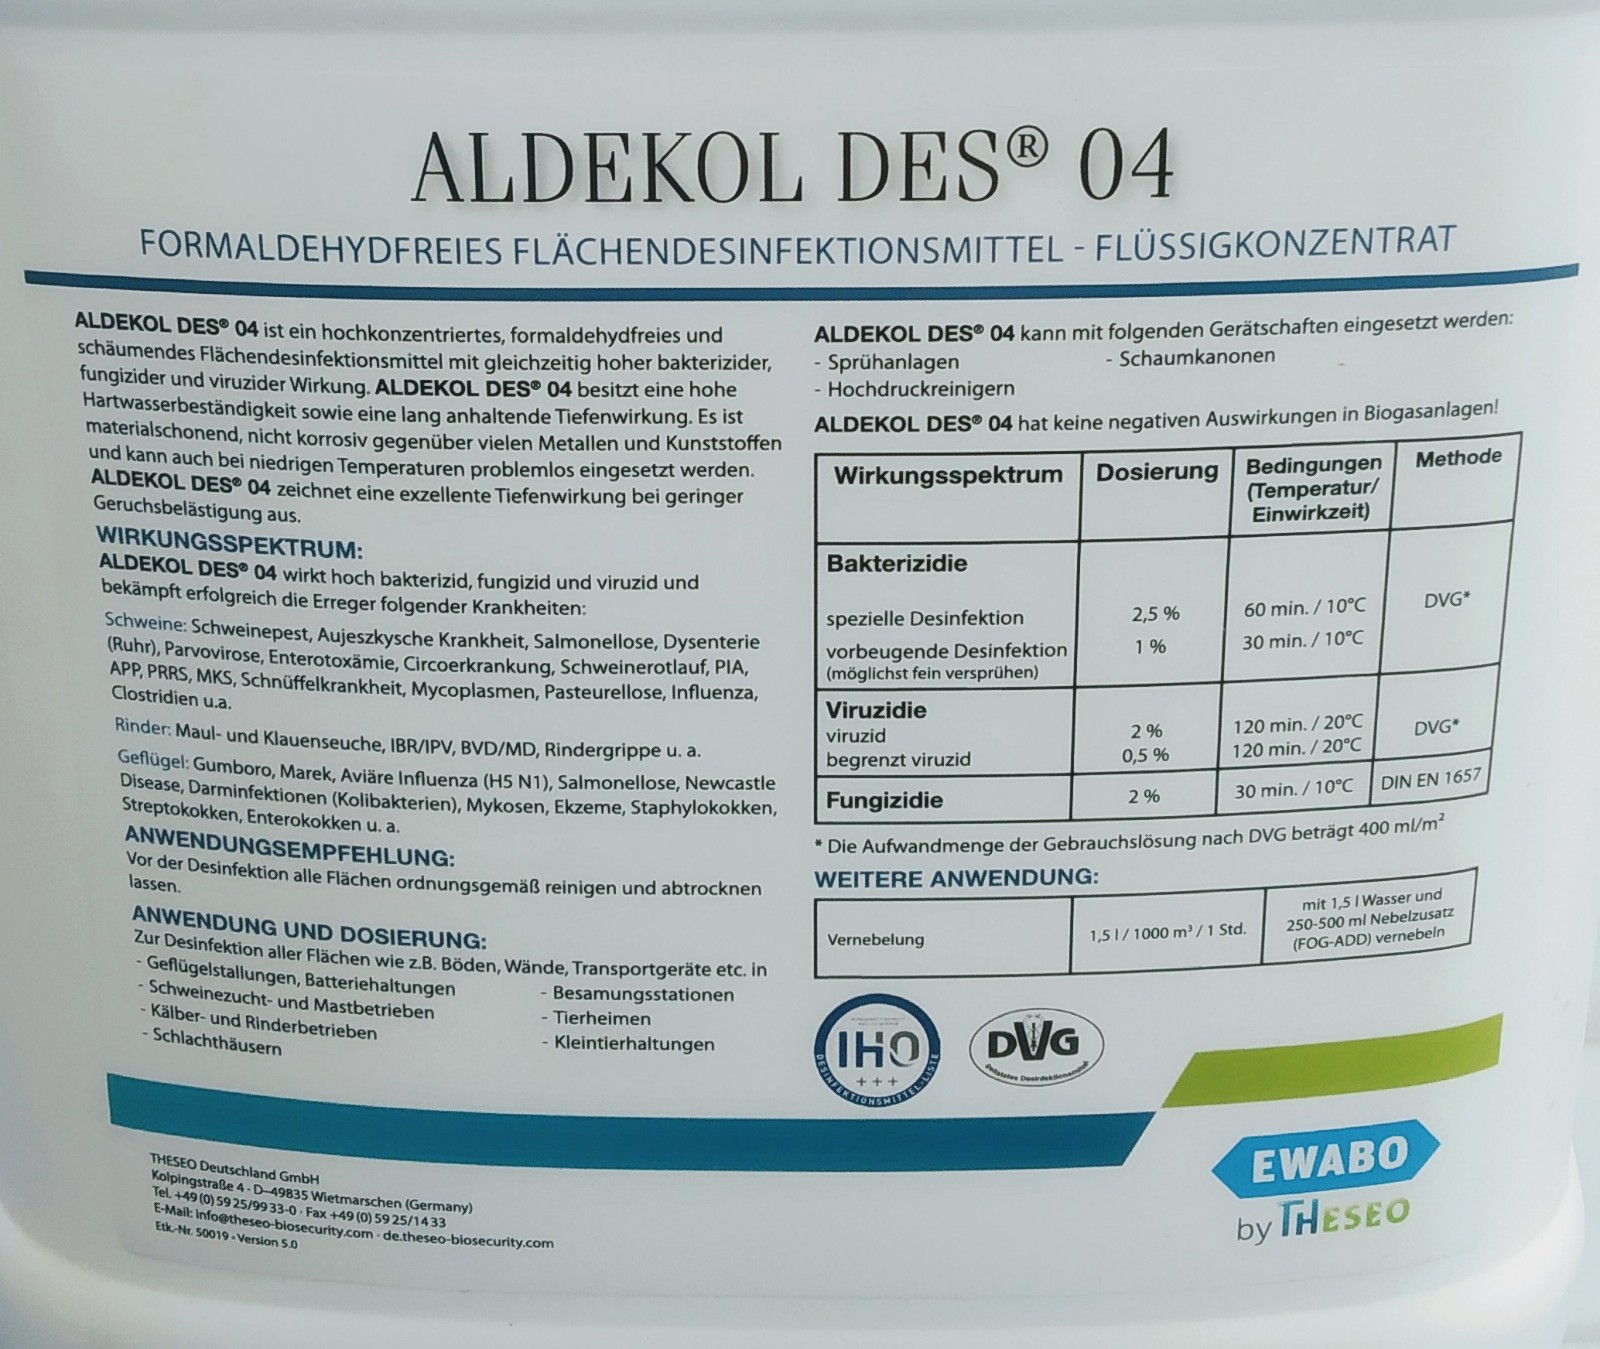 ALDEKOL DES® 04
FORMALDEHYDFREIES FLÄCHENDESINFEKTIONSMITTEL - FLÜSSIGKONZENTRAT
ALDEKOL DES® 04 ist ein hochkonzentriertes, formaldehydfreies und
schäumendes Flächendesinfektionsmittel mit gleichzeitig hoher bakterizider,
fungizider und viruzider Wirkung. ALDEKOL DES® 04 besitzt eine hohe
Hartwasserbeständigkeit sowie eine lang anhaltende Tiefenwirkung. Es ist
materialschonend, nicht korrosiv gegenüber vielen Metallen und Kunststoffen
und kann auch bei niedrigen Temperaturen problemlos eingesetzt werden.
ALDEKOL DES® 04 zeichnet eine exzellente Tiefenwirkung bei geringer
Geruchsbelästigung aus.
WIRKUNGSSPEKTRUM:
ALDEKOL DES® 04 wirkt hoch bakterizid, fungizid und viruzid und
bekämpft erfolgreich die Erreger folgender Krankheiten:
Schweine: Schweinepest, Aujeszkysche Krankheit, Salmonellose, Dysenterie
(Ruhr), Parvovirose, Enterotoxämie, Circoerkrankung, Schweinerotlauf, PIA,
APP, PRRS, MKS, Schnüffelkrankheit, Mycoplasmen, Pasteurellose, Influenza,
Clostridien u.a.
Rinder: Maul- und Klauenseuche, IBR/IPV, BVD/MD, Rindergrippe u. a.
Geflügel: Gumboro, Marek, Aviäre Influenza (H5 N1), Salmonellose, Newcastle
Disease, Darminfektionen (Kolibakterien), Mykosen, Ekzeme, Staphylokokken,
Streptokokken, Enterokokken u. a.
ANWENDUNGSEMPFEHLUNG:
Vor der Desinfektion alle Flächen ordnungsgemäß reinigen und abtrocknen
lassen.
ANWENDUNG UND DOSIERUNG:
Zur Desinfektion aller Flächen wie z.B. Böden, Wände, Transportgeräte etc. in
- Geflügelstallungen, Batteriehaltungen
- Schweinezucht- und Mastbetrieben
- Kälber- und Rinderbetrieben
- Schlachthäusern
- Besamungsstationen
- Tierheimen
- Kleintierhaltungen
ALDEKOL DES® 04 kann mit folgenden Gerätschaften eingesetzt werden:
- Sprühanlagen - Schaumkanonen
- Hochdruckreinigern
ALDEKOL DES® 04 hat keine negativen Auswirkungen in Biogasanlagen!
Wirkungsspektrum Dosierung Bedingungen (Temperatur/ Einwirkzeit) Methode
Bakterizidie
spezielle Desinfektion 2,5 % 60 min. / 10°C DVG*
vorbeugende Desinfektion 1 % 30 min. / 10°C
(möglichst fein versprühen)
Viruzidie
viruzid 2 % 120 min. / 20°C DVG*
begrenzt viruzid 0,5 % 120 min. / 20°C
Fungizidie 2 % 30 min. / 10°C DIN EN 1657
* Die Aufwandmenge der Gebrauchslösung nach DVG beträgt 400 ml/m²
WEITERE ANWENDUNG:
Vernebelung 1,5 l / 1000 m³ / 1 Std. mit 1,5 l Wasser und
250-500 ml Nebelzusatz
(FOG-ADD) vernebeln
IHO
+++
DESINFEKTIONSMITTEL-LISTE
DVG
Gelistetes Desinfektionsmittel
EWABO
by THESEO
THESEO Deutschland GmbH
Kolpingstraße 4 · D-49835 Wietmarschen (Germany)
Tel. +49 (0) 59 25/99 33-0 · Fax +49 (0) 59 25/14 33
E-Mail: info@theseo-biosecurity.com · de.theseo-biosecurity.com
Etk.-Nr. 50019 · Version 5.0